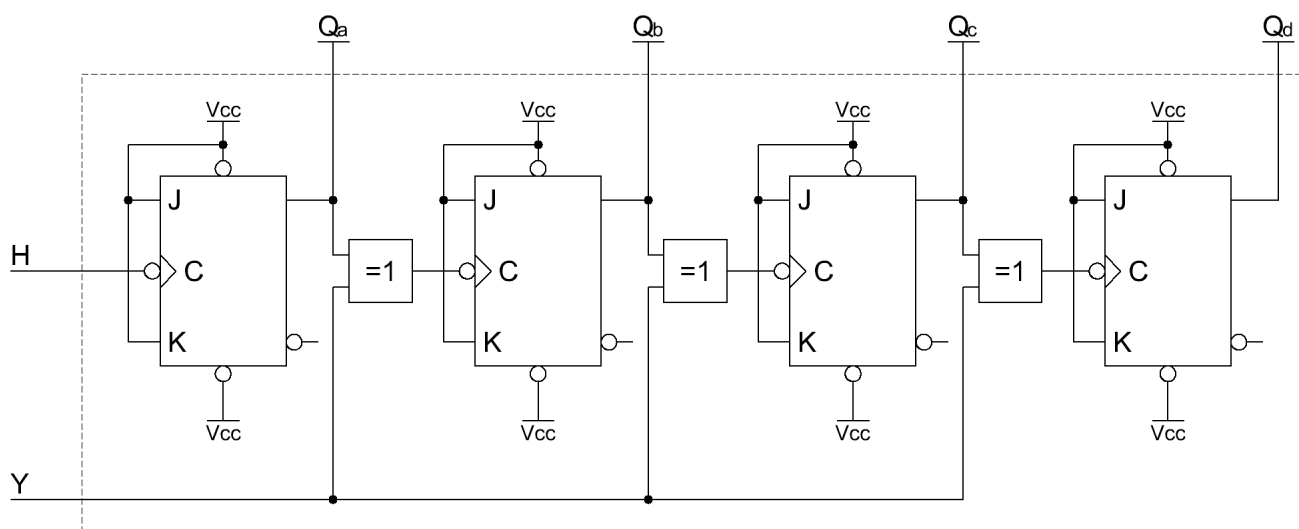 Qa Qb Qc Qd
Vcc Vcc Vcc Vcc
J J J J
H C =1 C =1 C =1 C
K K K K
Vcc Vcc Vcc Vcc
Y